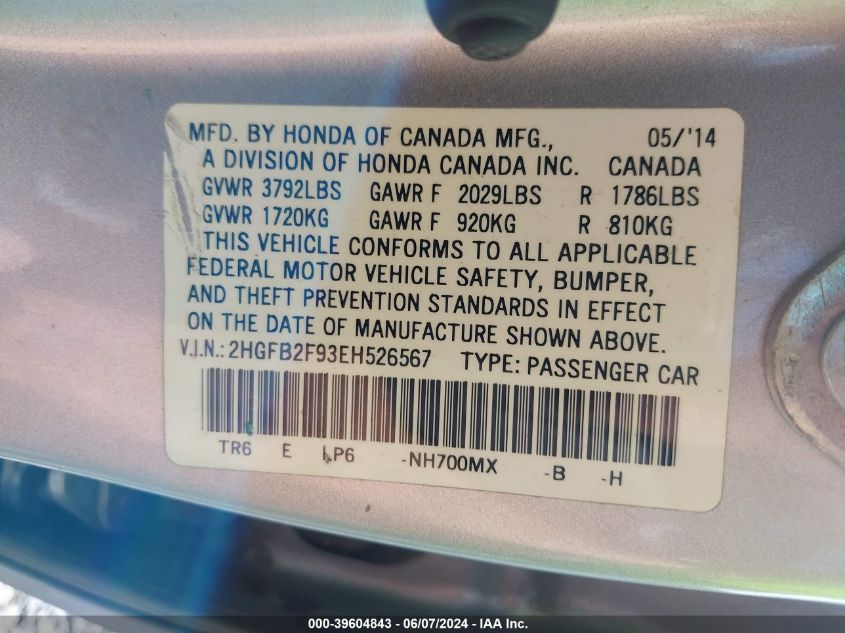 MFD. BY HONDA OF CANADA MFG., 05/'14
A DIVISION OF HONDA CANADA INC. CANADA
GVWR 3792LBS GAWR F 2029LBS R 1786LBS
GVWR 1720KG GAWR F 920KG R 810KG
THIS VEHICLE CONFORMS TO ALL APPLICABLE
FEDERAL MOTOR VEHICLE SAFETY, BUMPER,
AND THEFT PREVENTION STANDARDS IN EFFECT
ON THE DATE OF MANUFACTURE SHOWN ABOVE.
V.I.N.: 2HGFB2F93EH526567 TYPE: PASSENGER CAR
TR6 E LP6 -NH700MX -B -H
000-39604843 - 06/07/2024 - IAA Inc.